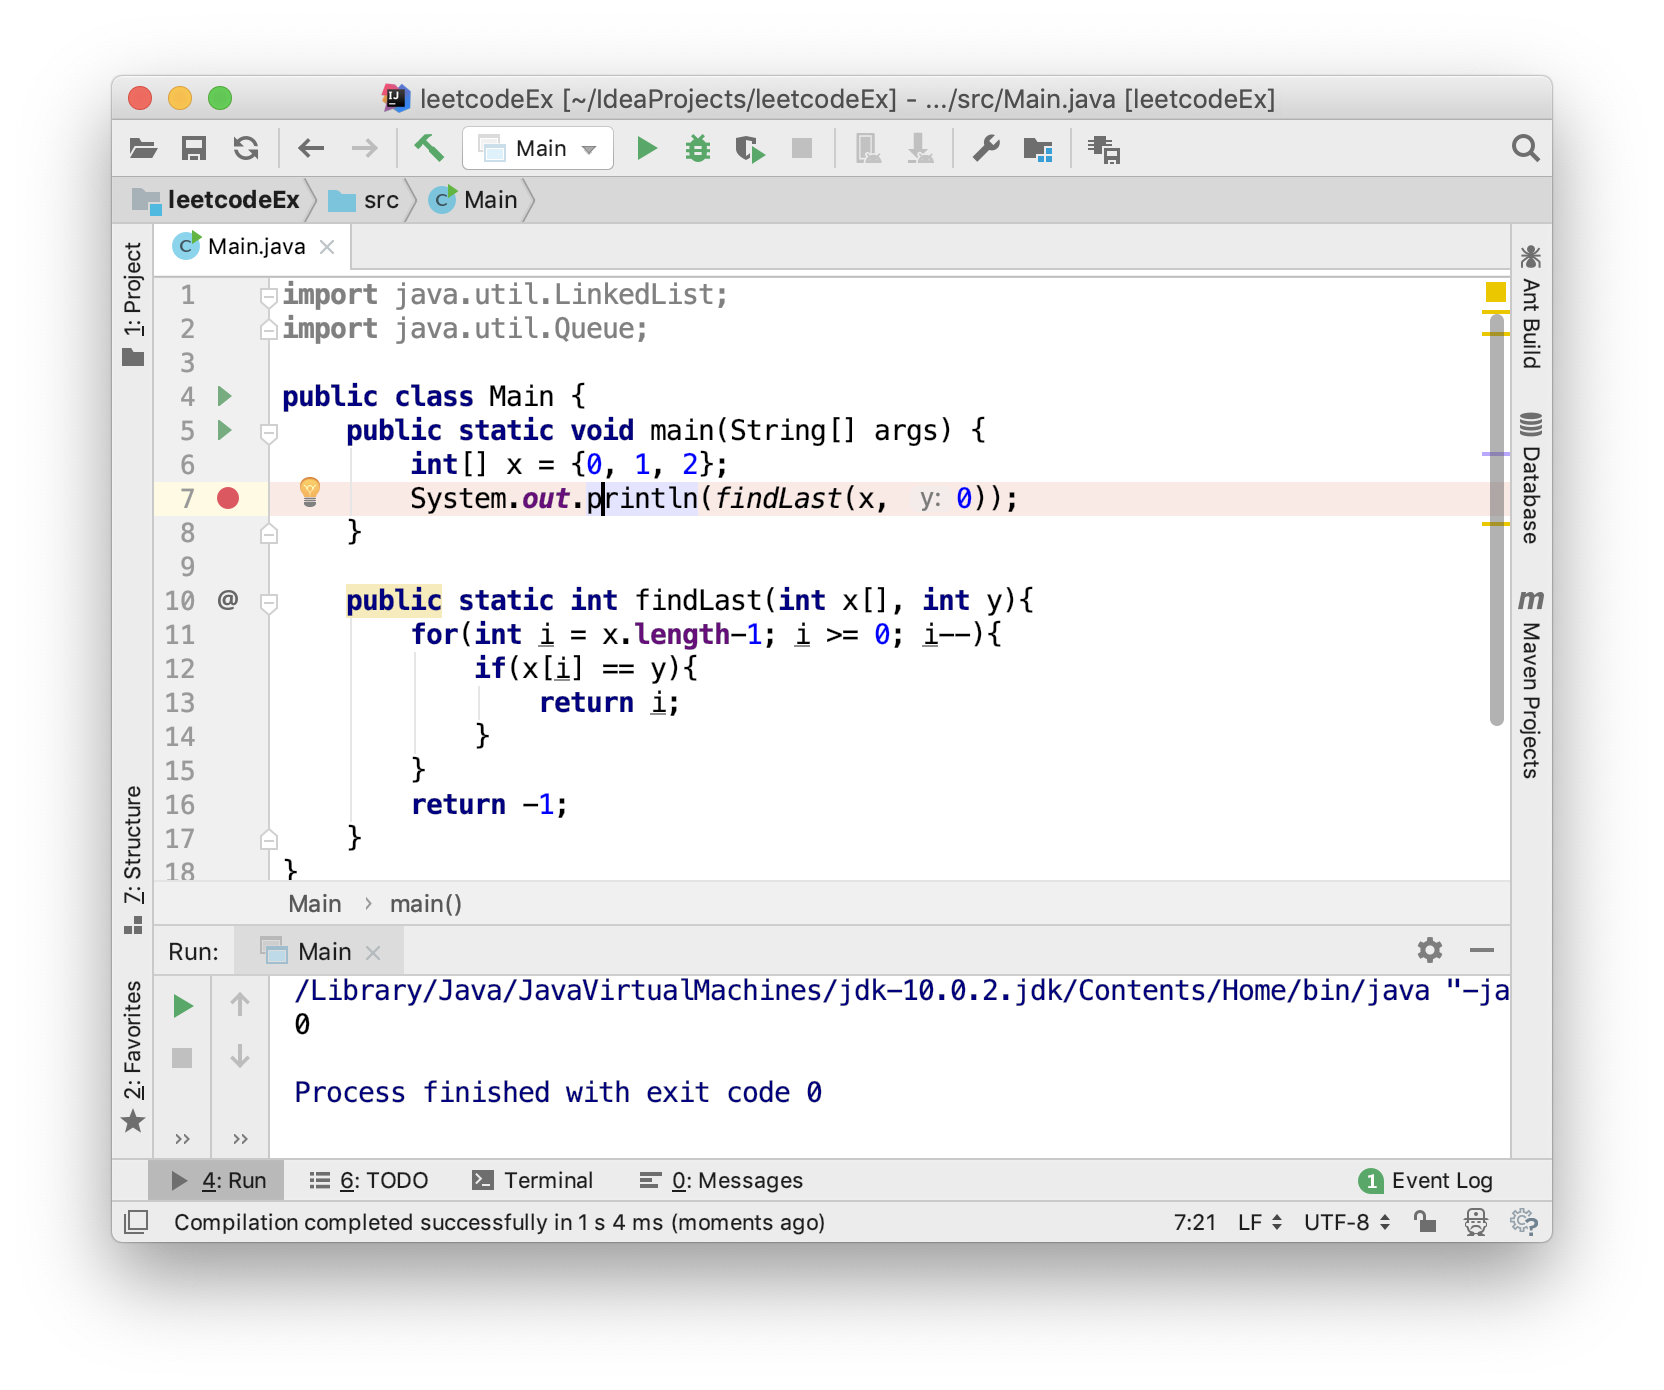 leetcodeEx [~/IdeaProjects/leetcodeEx] - .../src/Main.java [leetcodeEx]
Main
leetcodeEx
src
Main
1: Project
7: Structure
2: Favorites
Main.java
1 import java.util.LinkedList;
2 import java.util.Queue;
3
4 public class Main {
5 public static void main(String[] args) {
6 int[] x = {0, 1, 2};
7 System.out.println(findLast(x, y: 0));
8 }
9
10 @ public static int findLast(int x[], int y){
11 for(int i = x.length-1; i >= 0; i--){
12 if(x[i] == y){
13 return i;
14 }
15 }
16 return -1;
17 }
18 }
Main › main()
Ant Build
Database
m Maven Projects
Run: Main
/Library/Java/JavaVirtualMachines/jdk-10.0.2.jdk/Contents/Home/bin/java "-ja
0
Process finished with exit code 0
4: Run
6: TODO
Terminal
0: Messages
1 Event Log
Compilation completed successfully in 1 s 4 ms (moments ago)
7:21
LF
UTF-8